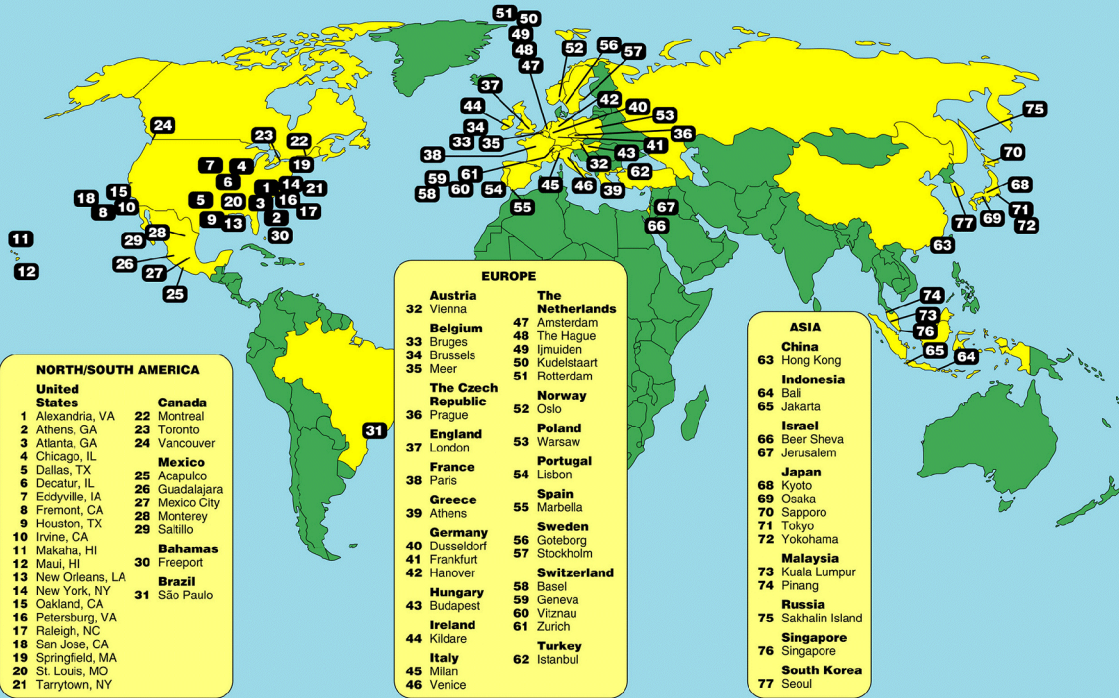 51
50
49
48
47
52
56
57
37
42
44
34
40
53
33
35
36
38
41
43
32
61
59
62
58
60
54
45
46
39
55
67
66
24
23
22
7
4
19
6
1
14
21
15
18
5
20
3
16
10
8
9
13
2
17
30
11
12
28
29
26
27
25
31
75
70
68
77
69
71
72
63
74
73
76
65
64
NORTH/SOUTH AMERICA
United
States
1 Alexandria, VA
2 Athens, GA
3 Atlanta, GA
4 Chicago, IL
5 Dallas, TX
6 Decatur, IL
7 Eddyville, IA
8 Fremont, CA
9 Houston, TX
10 Irvine, CA
11 Makaha, HI
12 Maui, HI
13 New Orleans, LA
14 New York, NY
15 Oakland, CA
16 Petersburg, VA
17 Raleigh, NC
18 San Jose, CA
19 Springfield, MA
20 St. Louis, MO
21 Tarrytown, NY
Canada
22 Montreal
23 Toronto
24 Vancouver
Mexico
25 Acapulco
26 Guadalajara
27 Mexico City
28 Monterey
29 Saltillo
Bahamas
30 Freeport
Brazil
31 São Paulo
EUROPE
Austria
32 Vienna
Belgium
33 Bruges
34 Brussels
35 Meer
The Czech
Republic
36 Prague
England
37 London
France
38 Paris
Greece
39 Athens
Germany
40 Dusseldorf
41 Frankfurt
42 Hanover
Hungary
43 Budapest
Ireland
44 Kildare
Italy
45 Milan
46 Venice
The
Netherlands
47 Amsterdam
48 The Hague
49 Ijmuiden
50 Kudelstaart
51 Rotterdam
Norway
52 Oslo
Poland
53 Warsaw
Portugal
54 Lisbon
Spain
55 Marbella
Sweden
56 Goteborg
57 Stockholm
Switzerland
58 Basel
59 Geneva
60 Vitznau
61 Zurich
Turkey
62 Istanbul
ASIA
China
63 Hong Kong
Indonesia
64 Bali
65 Jakarta
Israel
66 Beer Sheva
67 Jerusalem
Japan
68 Kyoto
69 Osaka
70 Sapporo
71 Tokyo
72 Yokohama
Malaysia
73 Kuala Lumpur
74 Pinang
Russia
75 Sakhalin Island
Singapore
76 Singapore
South Korea
77 Seoul